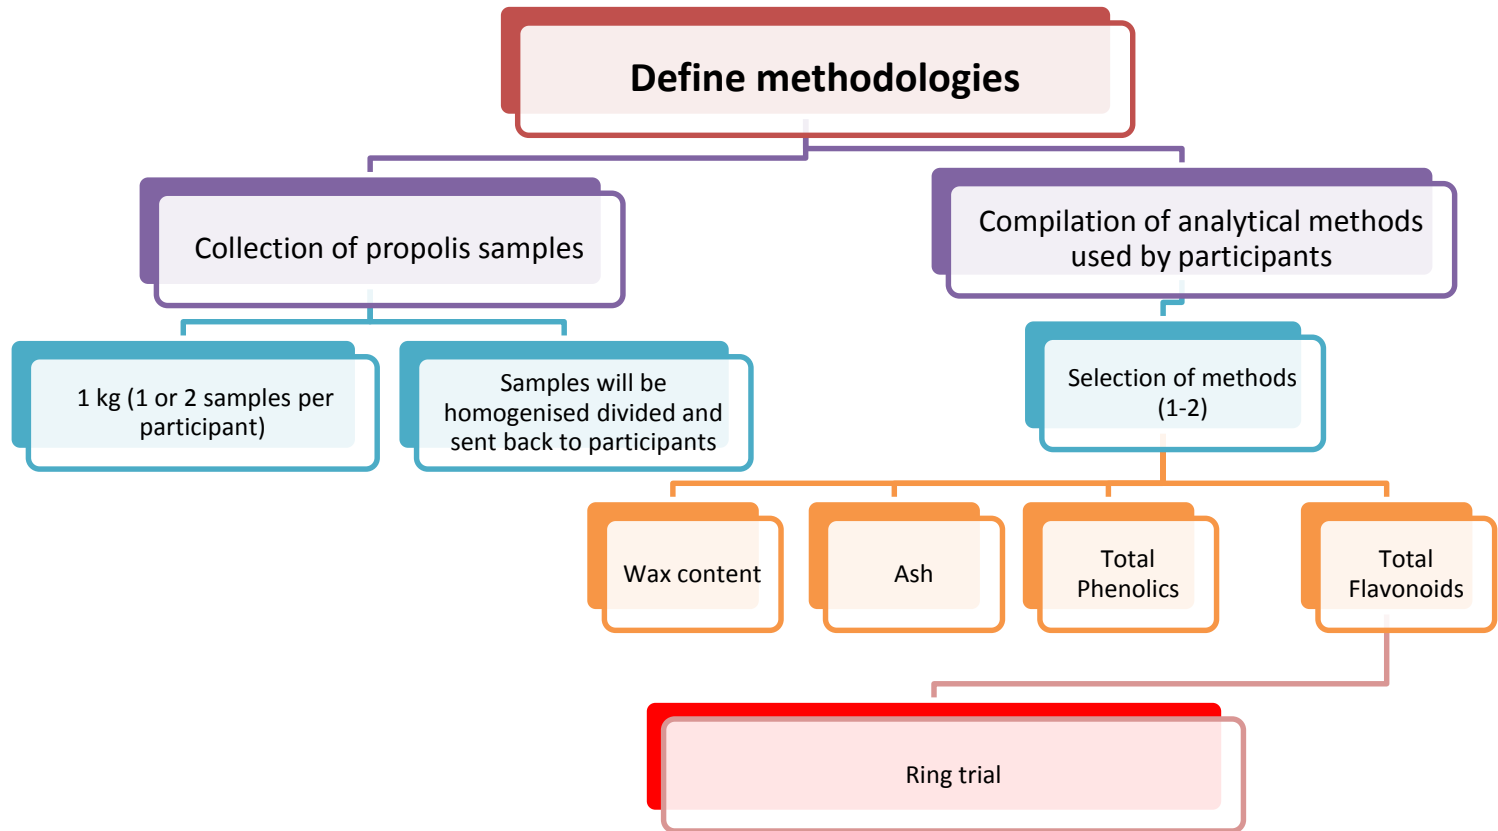 Define methodologies
Collection of propolis samples
Compilation of analytical methods
used by participants
1 kg (1 or 2 samples per
participant)
Samples will be
homogenised divided and
sent back to participants
Selection of methods
(1-2)
Wax content
Ash
Total
Phenolics
Total
Flavonoids
Ring trial